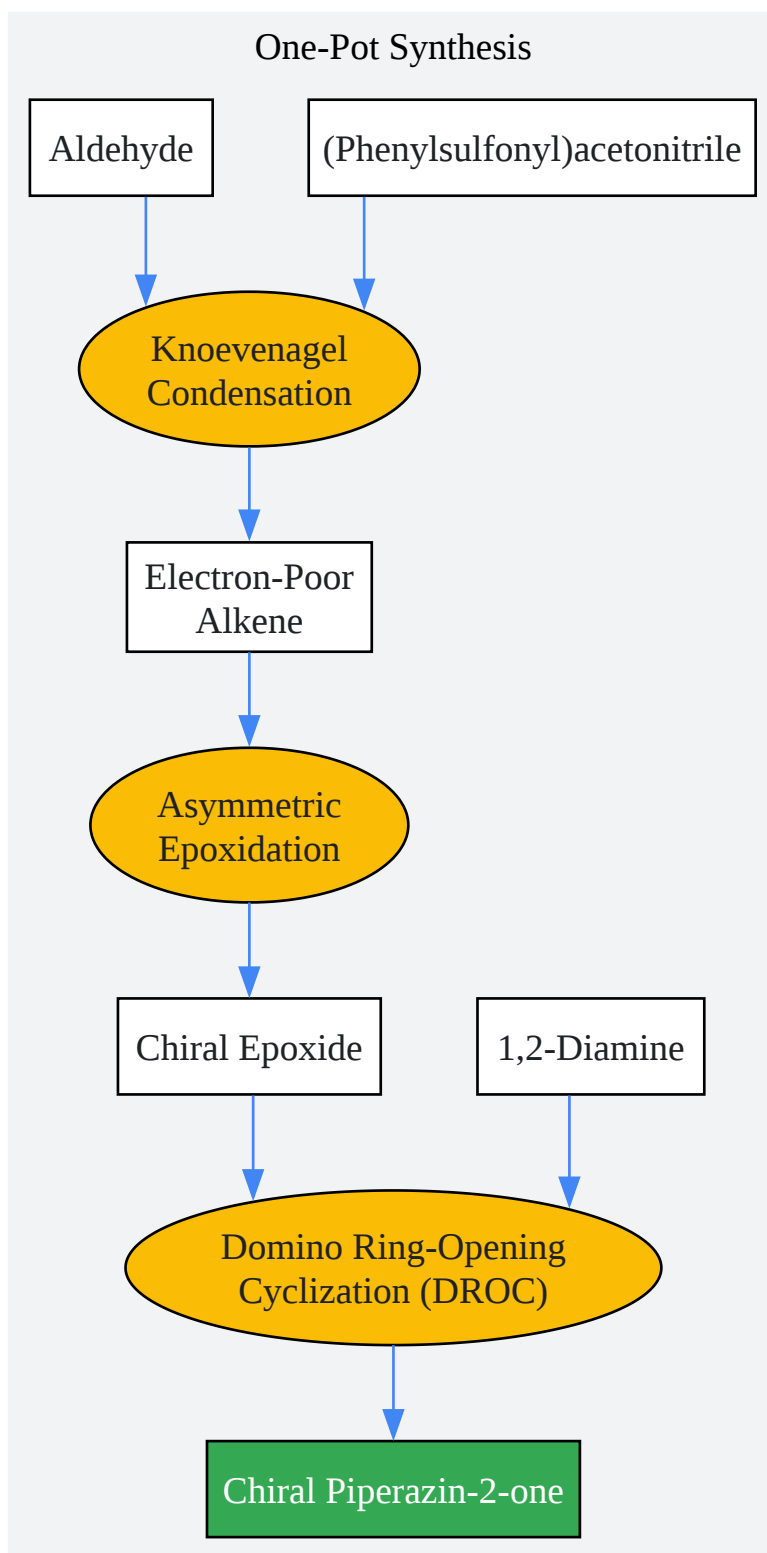 One-Pot Synthesis
Aldehyde
(Phenylsulfonyl)acetonitrile
Knoevenagel
Condensation
Electron-Poor
Alkene
Asymmetric
Epoxidation
Chiral Epoxide
1,2-Diamine
Domino Ring-Opening
Cyclization (DROC)
Chiral Piperazin-2-one